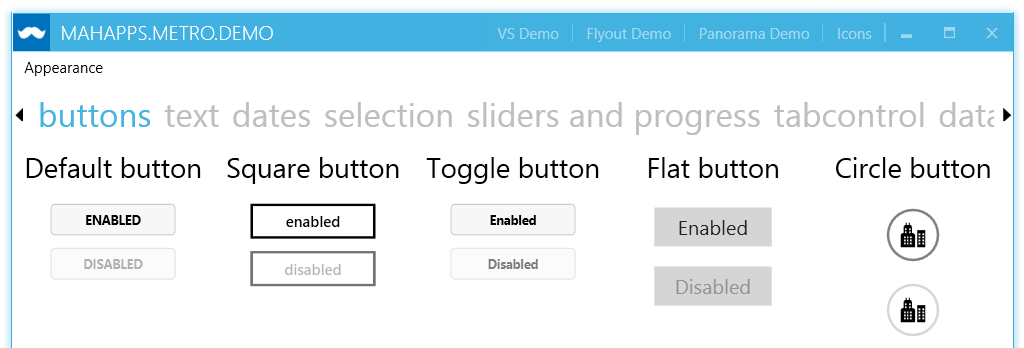 MAHAPPS.METRO.DEMO VS Demo Flyout Demo Panorama Demo Icons
Appearance
buttons text dates selection sliders and progress tabcontrol data
Default button Square button Toggle button Flat button Circle button
ENABLED enabled Enabled Enabled
DISABLED disabled Disabled Disabled